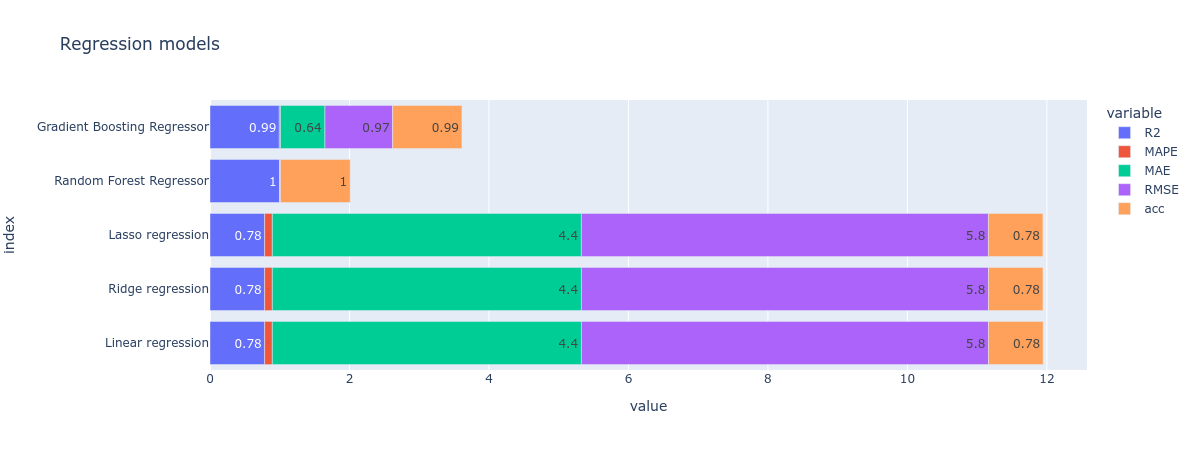 Regression models
variable
R2
MAPE
MAE
RMSE
acc
index
Gradient Boosting Regressor 0.99 0.64 0.97 0.99
Random Forest Regressor 1 1
Lasso regression 0.78 4.4 5.8 0.78
Ridge regression 0.78 4.4 5.8 0.78
Linear regression 0.78 4.4 5.8 0.78
0 2 4 6 8 10 12
value